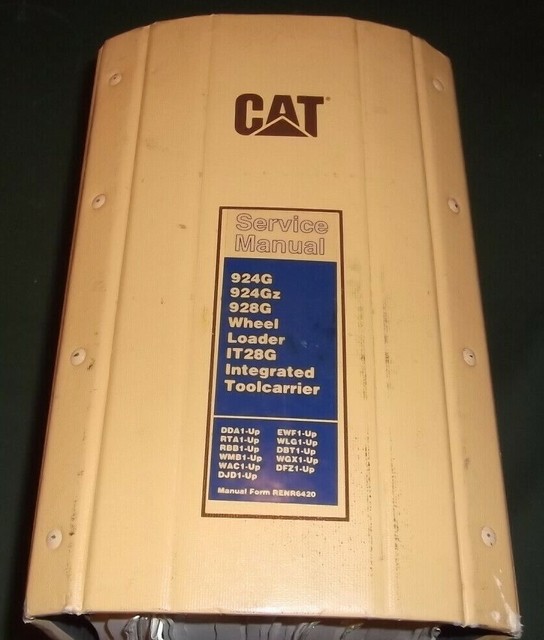 CAT
Service
Manual
924G
924Gz
928G
Wheel
Loader
IT28G
Integrated
Toolcarrier
DDA1-Up
RTA1-Up
RBB1-Up
WMB1-Up
WAC1-Up
DJD1-Up
EWF1-Up
WLG1-Up
DBT1-Up
WGX1-Up
DFZ1-Up
Manual Form RENR6420